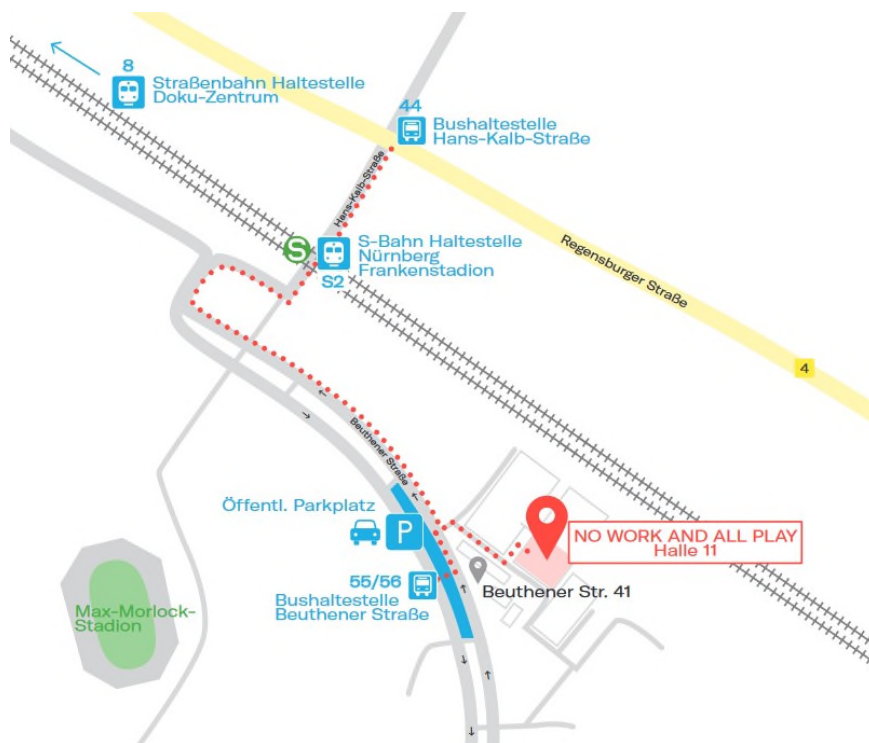 8
Straßenbahn Haltestelle
Doku-Zentrum
44
Bushaltestelle
Hans-Kalb-Straße
Hans-Kalb-Straße
S
S-Bahn Haltestelle
Nürnberg
Frankenstadion
S2
Regensburger Straße
4
Beuthener Straße
Öffentl. Parkplatz
P
NO WORK AND ALL PLAY
Halle 11
55/56
Bushaltestelle
Beuthener Straße
Beuthener Str. 41
Max-Morlock-
Stadion